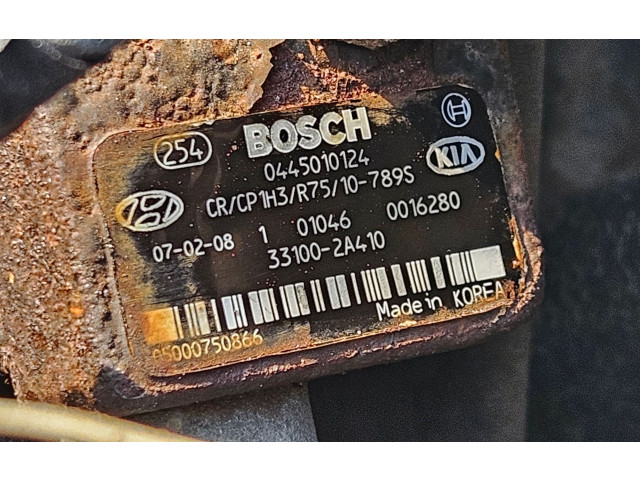 254 BOSCH
0445010124
KIA
CR/CP1H3/R75/10-789S
07-02-08 1 01046 0016280
33100-2A410
Made in KOREA
05000750866